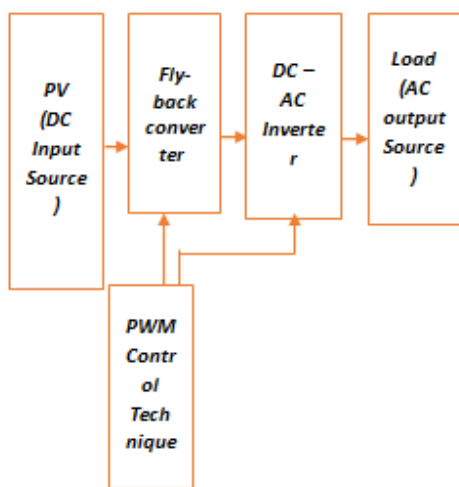 PV
(DC
Input
Source
)
Fly-
back
conver
ter
DC –
AC
Inverte
r
Load
(AC
output
Source
)
PWM
Contr
ol
Tech
nique